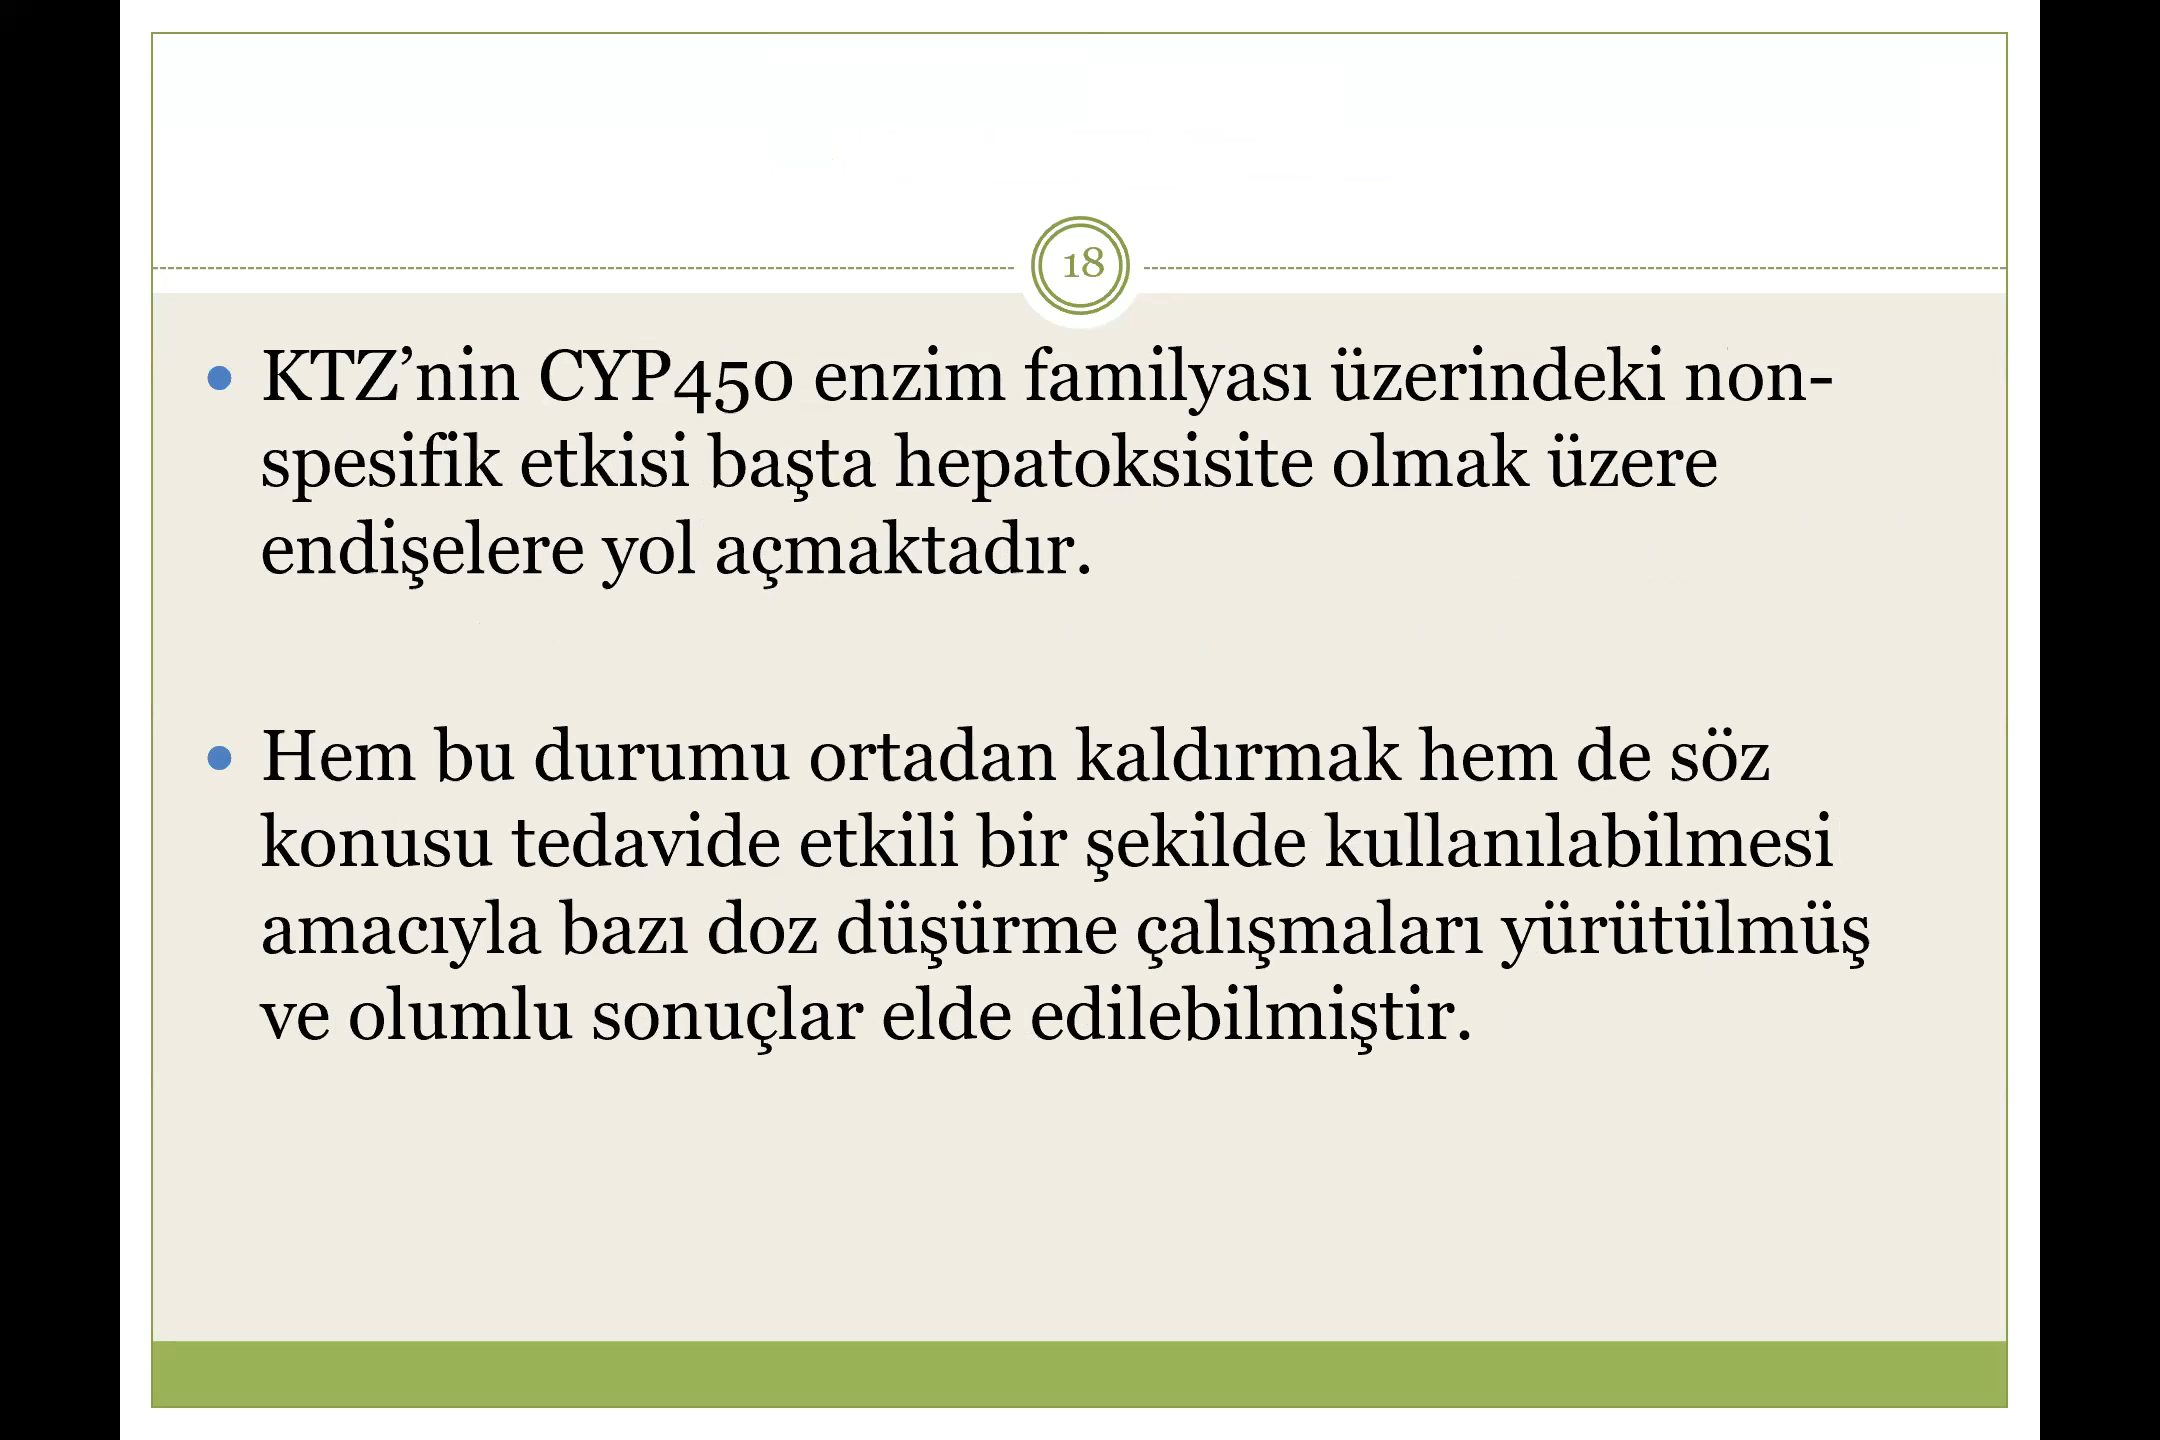 18
• KTZ’nin CYP450 enzim familyası üzerindeki non-
spesifik etkisi başta hepatoksisite olmak üzere
endişelere yol açmaktadır.
• Hem bu durumu ortadan kaldırmak hem de söz
konusu tedavide etkili bir şekilde kullanılabilmesi
amacıyla bazı doz düşürme çalışmaları yürütülmüş
ve olumlu sonuçlar elde edilebilmiştir.